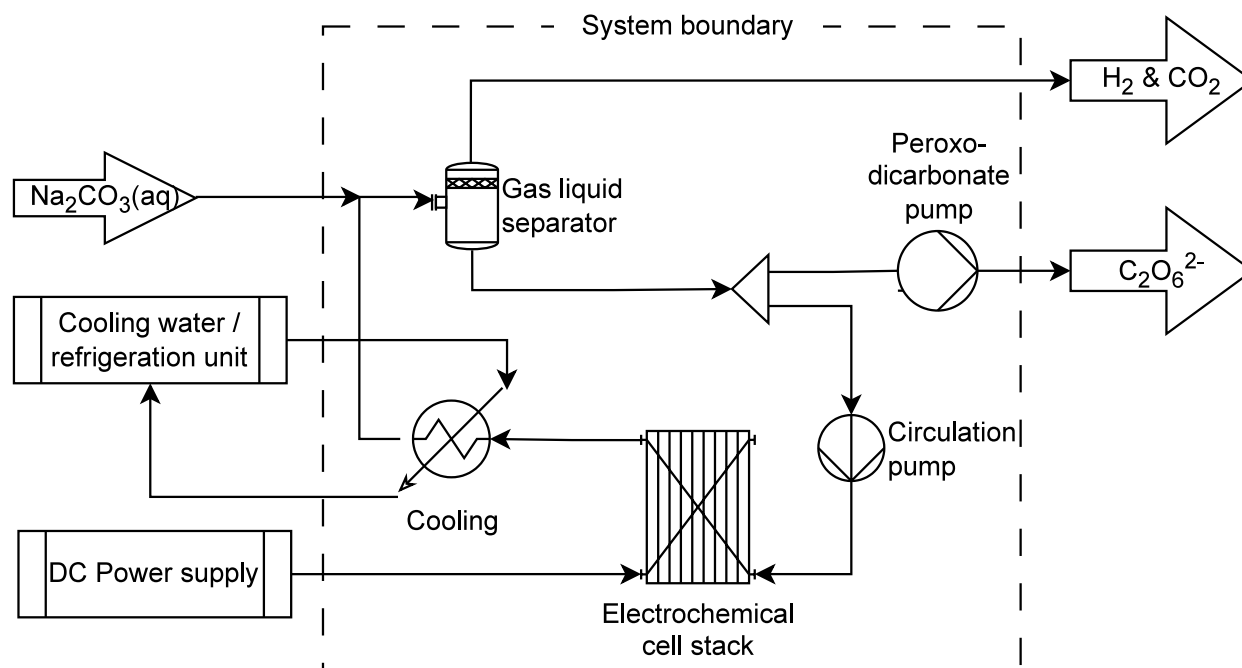 System boundary
H₂ & CO₂
Peroxo-
dicarbonate
pump
Na₂CO₃(aq)
Gas liquid
separator
C₂O₆²⁻
Cooling water /
refrigeration unit
Circulation
pump
Cooling
DC Power supply
Electrochemical
cell stack